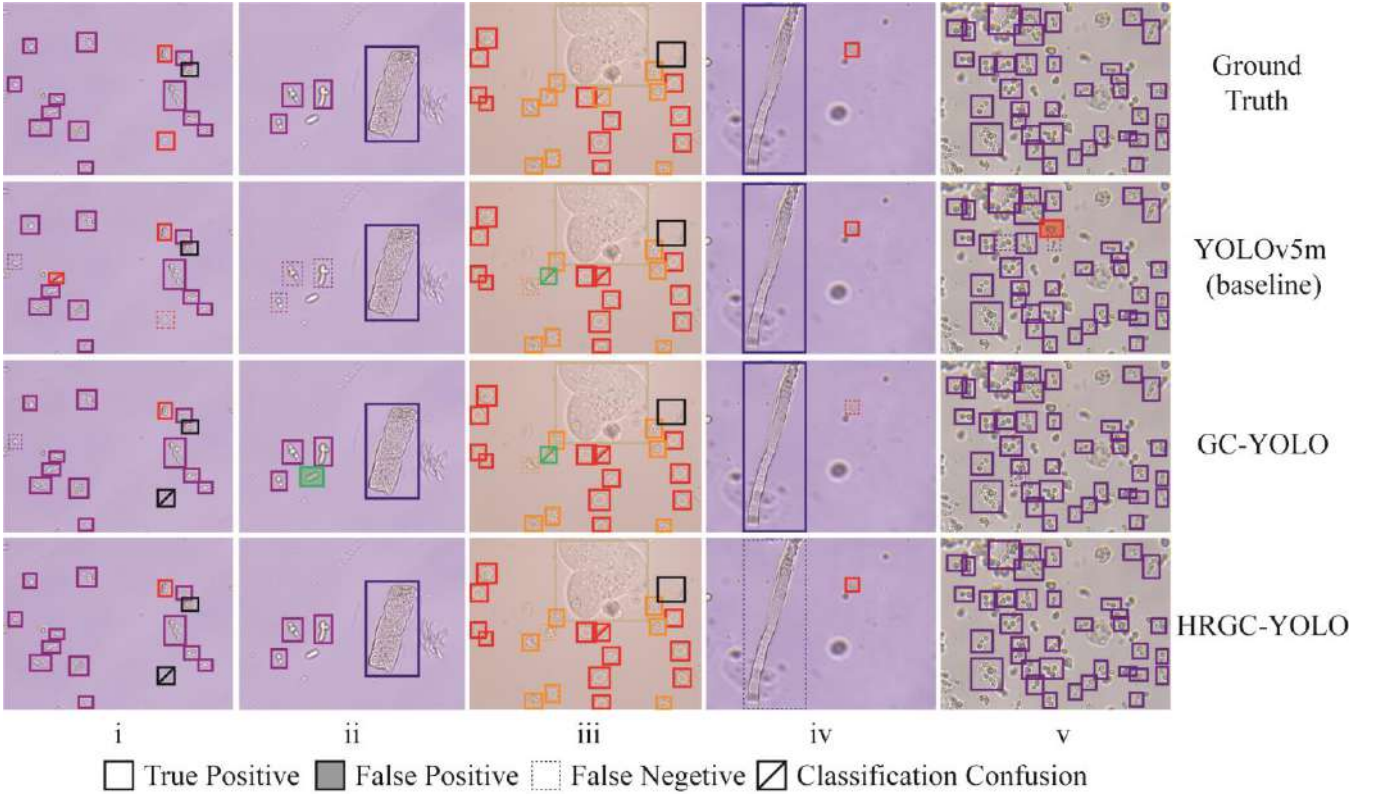 Ground
Truth
YOLOv5m
(baseline)
GC-YOLO
HRGC-YOLO
i ii iii iv v
True Positive False Positive False Negetive Classification Confusion